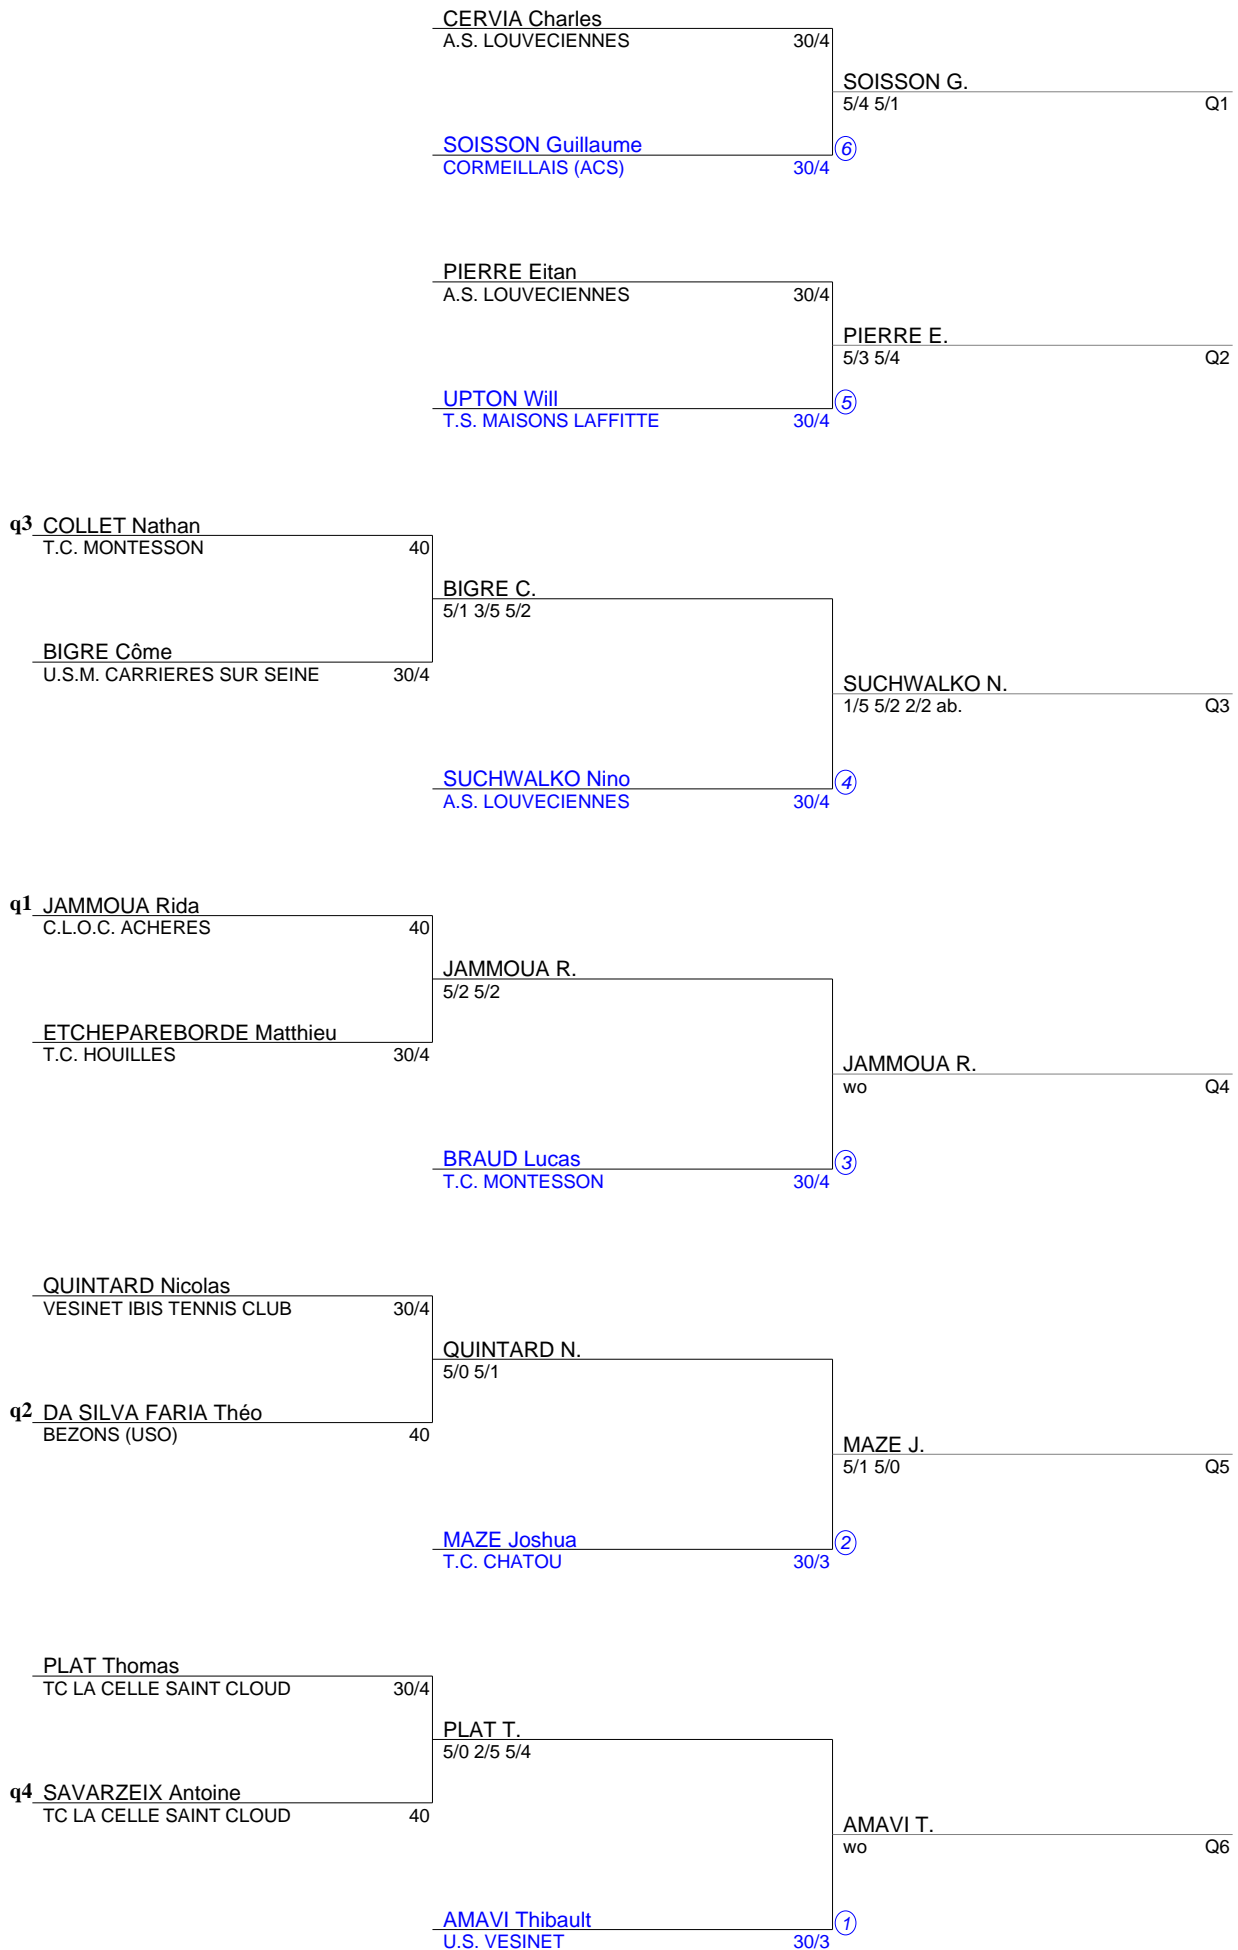 CERVIA Charles
A.S. LOUVECIENNES 30/4
SOISSON G.
5/4 5/1 Q1
SOISSON Guillaume 6
CORMEILLAIS (ACS) 30/4
PIERRE Eitan
A.S. LOUVECIENNES 30/4
PIERRE E.
5/3 5/4 Q2
UPTON Will 5
T.S. MAISONS LAFFITTE 30/4
q3 COLLET Nathan
T.C. MONTESSON 40
BIGRE C.
5/1 3/5 5/2
BIGRE Côme
U.S.M. CARRIERES SUR SEINE 30/4
SUCHWALKO N.
1/5 5/2 2/2 ab. Q3
SUCHWALKO Nino 4
A.S. LOUVECIENNES 30/4
q1 JAMMOUA Rida
C.L.O.C. ACHERES 40
JAMMOUA R.
5/2 5/2
ETCHEPAREBORDE Matthieu
T.C. HOUILLES 30/4
JAMMOUA R.
wo Q4
BRAUD Lucas 3
T.C. MONTESSON 30/4
QUINTARD Nicolas
VESINET IBIS TENNIS CLUB 30/4
QUINTARD N.
5/0 5/1
q2 DA SILVA FARIA Théo
BEZONS (USO) 40
MAZE J.
5/1 5/0 Q5
MAZE Joshua 2
T.C. CHATOU 30/3
PLAT Thomas
TC LA CELLE SAINT CLOUD 30/4
PLAT T.
5/0 2/5 5/4
q4 SAVARZEIX Antoine
TC LA CELLE SAINT CLOUD 40
AMAVI T.
wo Q6
AMAVI Thibault 1
U.S. VESINET 30/3